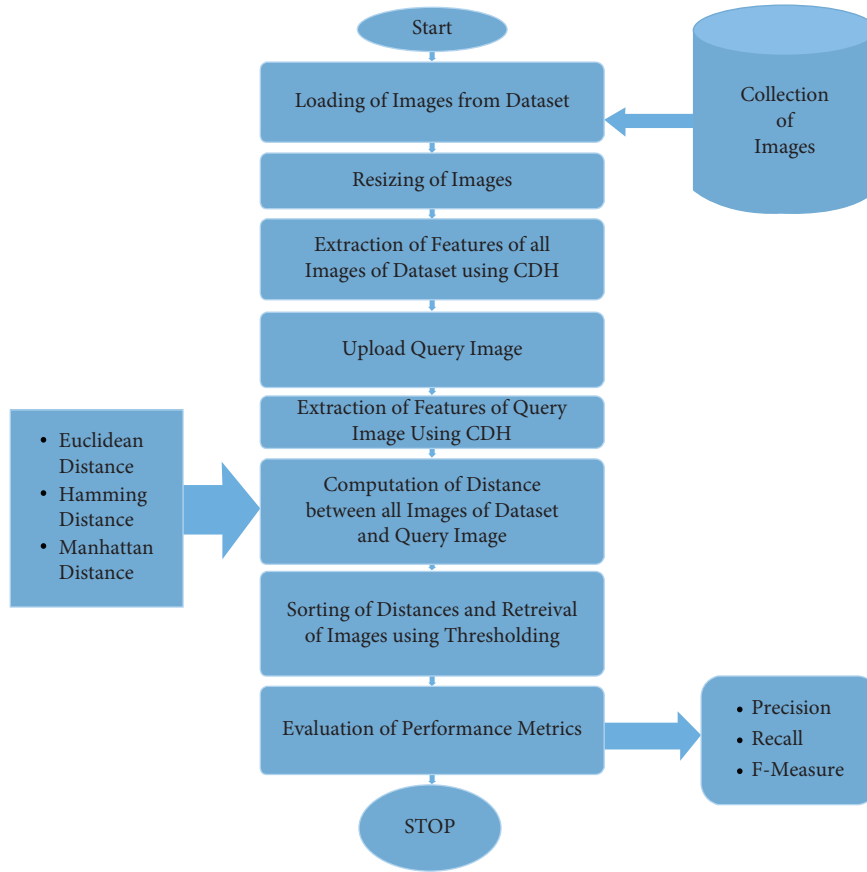 Start
Loading of Images from Dataset
Collection
of
Images
Resizing of Images
Extraction of Features of all
Images of Dataset using CDH
Upload Query Image
Extraction of Features of Query
Image Using CDH
• Euclidean
Distance
• Hamming
Distance
• Manhattan
Distance
Computation of Distance
between all Images of Dataset
and Query Image
Sorting of Distances and Retreival
of Images using Thresholding
Evaluation of Performance Metrics
• Precision
• Recall
• F-Measure
STOP